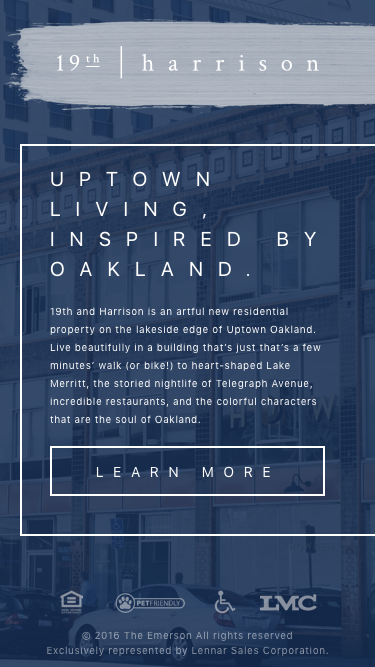 19th | harrison
UPTOWN
LIVING,
INSPIRED BY
OAKLAND.
19th and Harrison is an artful new residential
property on the lakeside edge of Uptown Oakland.
Live beautifully in a building that's just that's a few
minutes' walk (or bike!) to heart-shaped Lake
Merritt, the storied nightlife of Telegraph Avenue,
incredible restaurants, and the colorful characters
that are the soul of Oakland.
LEARN MORE
PETFRIENDLY
LMC
© 2016 The Emerson All rights reserved
Exclusively represented by Lennar Sales Corporation.